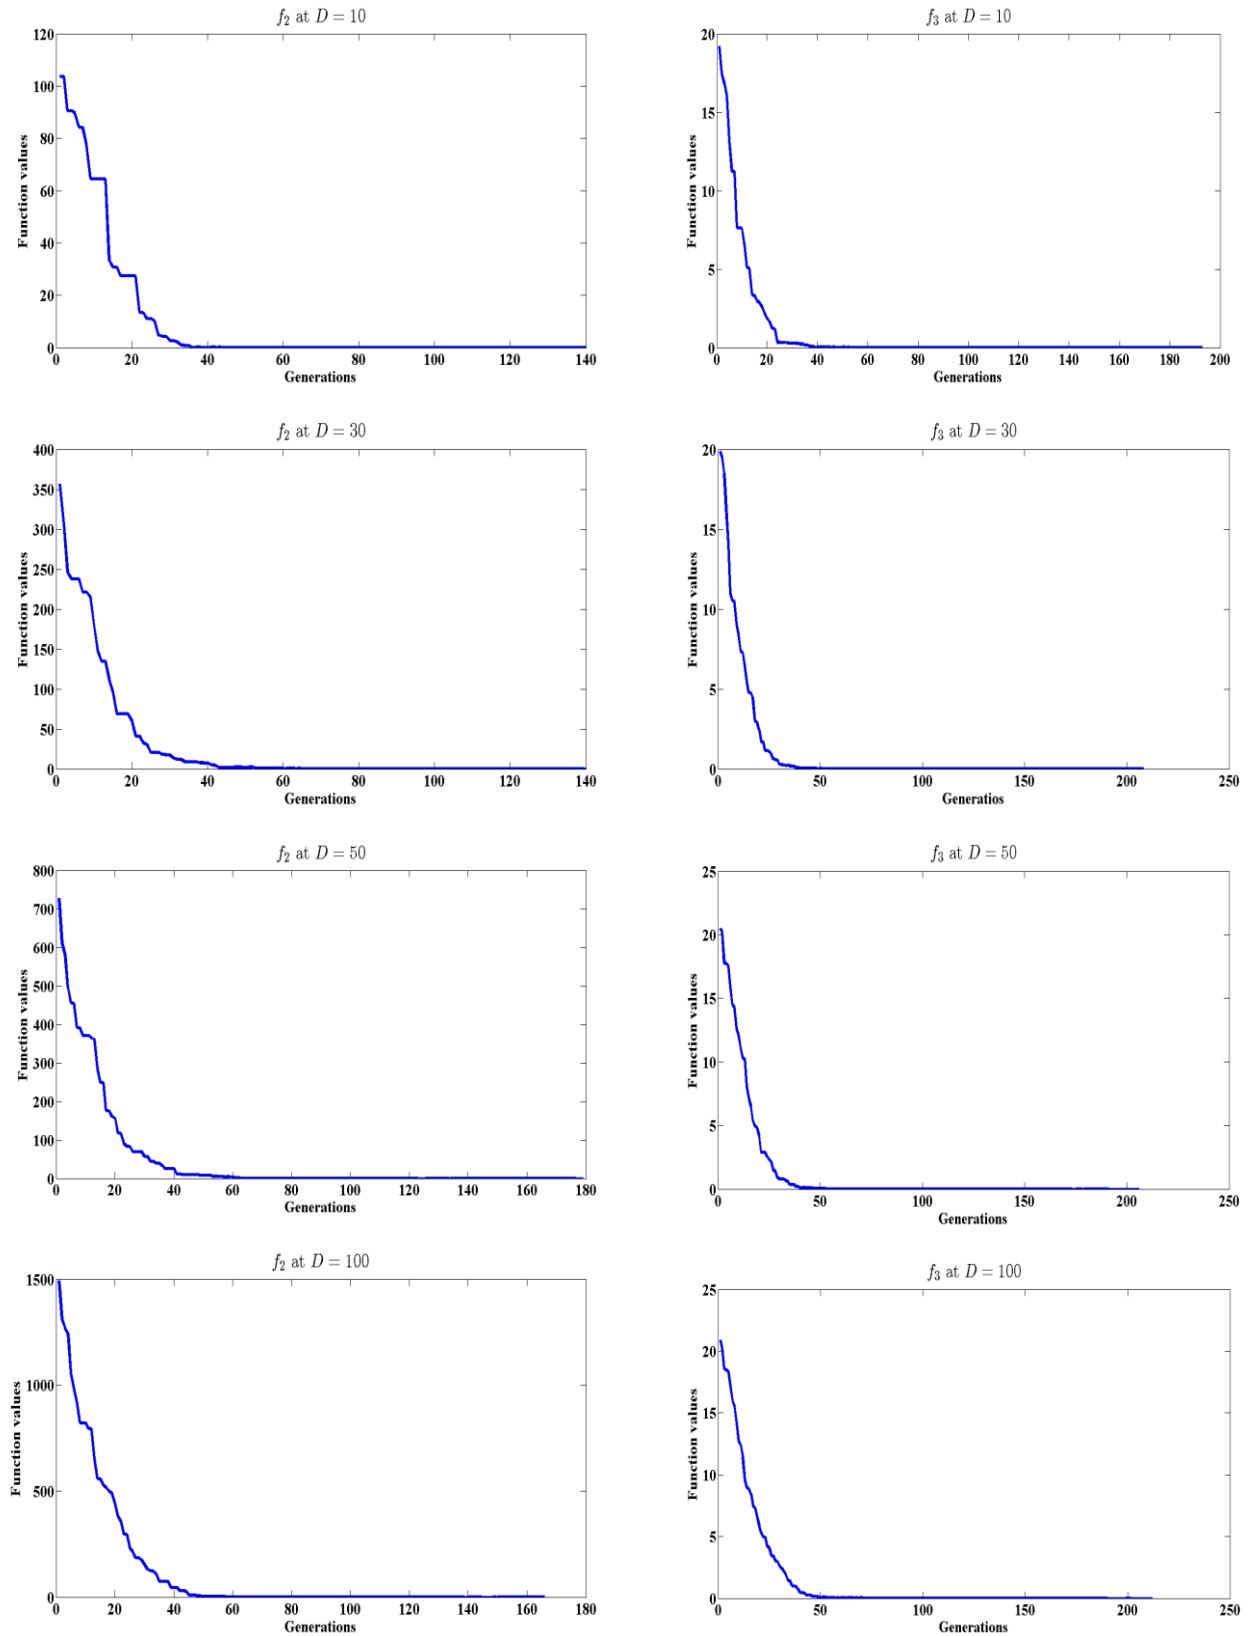 f₂ at D = 10
120
100
80
60
40
20
0
Function values
0 20 40 60 80 100 120 140
Generations
f₃ at D = 10
20
15
10
5
0
Function values
0 20 40 60 80 100 120 140 160 180 200
Generations
f₂ at D = 30
400
350
300
250
200
150
100
50
0
Function values
0 20 40 60 80 100 120 140
Generations
f₃ at D = 30
20
15
10
5
0
Function values
0 50 100 150 200 250
Generatios
f₂ at D = 50
800
700
600
500
400
300
200
100
0
Function values
0 20 40 60 80 100 120 140 160 180
Generations
f₃ at D = 50
25
20
15
10
5
0
Function values
0 50 100 150 200 250
Generations
f₂ at D = 100
1500
1000
500
0
Function values
0 20 40 60 80 100 120 140 160 180
Generations
f₃ at D = 100
25
20
15
10
5
0
Function values
0 50 100 150 200 250
Generations